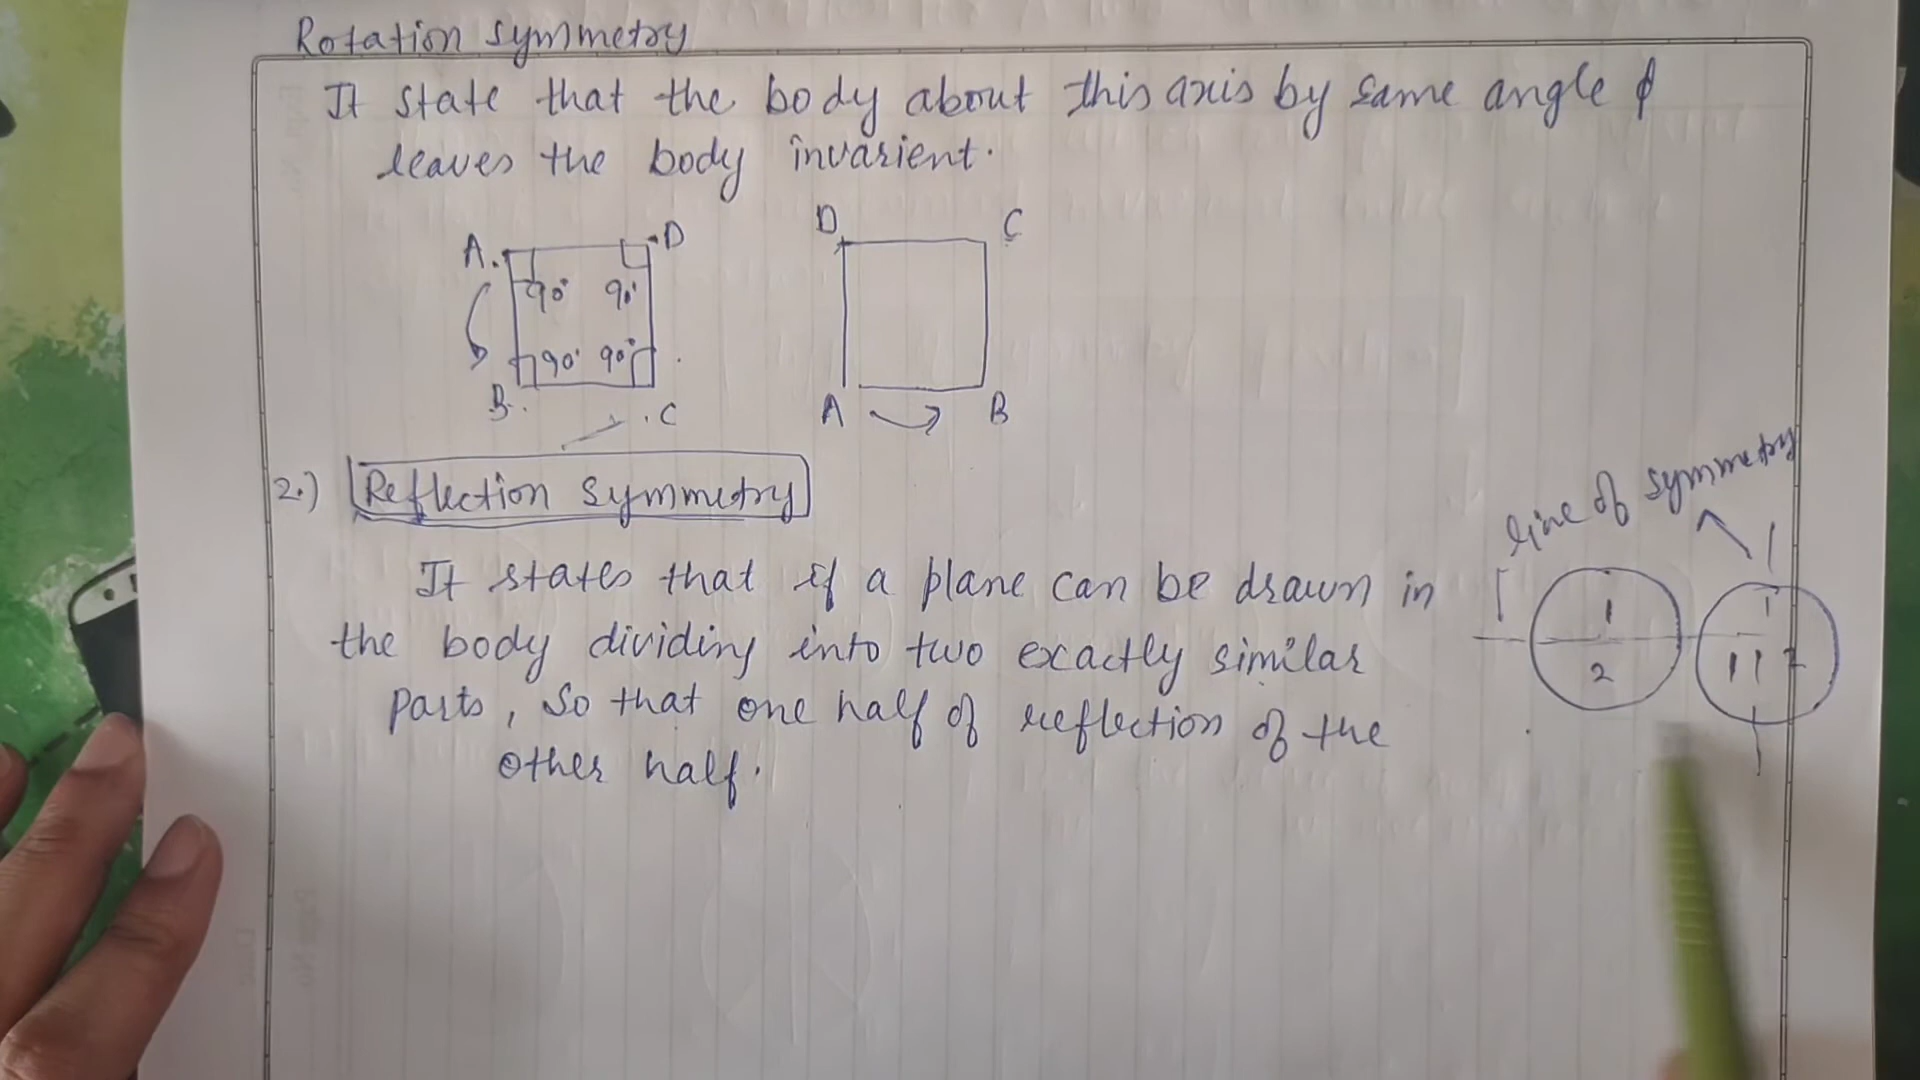 Rotation symmetry
It state that the body about this axis by same angle ϕ
leaves the body invarient.
A. D
90° 90°
90° 90°
B. .C
D C
A B
2.) Reflection symmetry
line of symmetry
It states that if a plane can be drawn in
the body dividing into two exactly similar
parts, so that one half of reflection of the
other half.
1
2